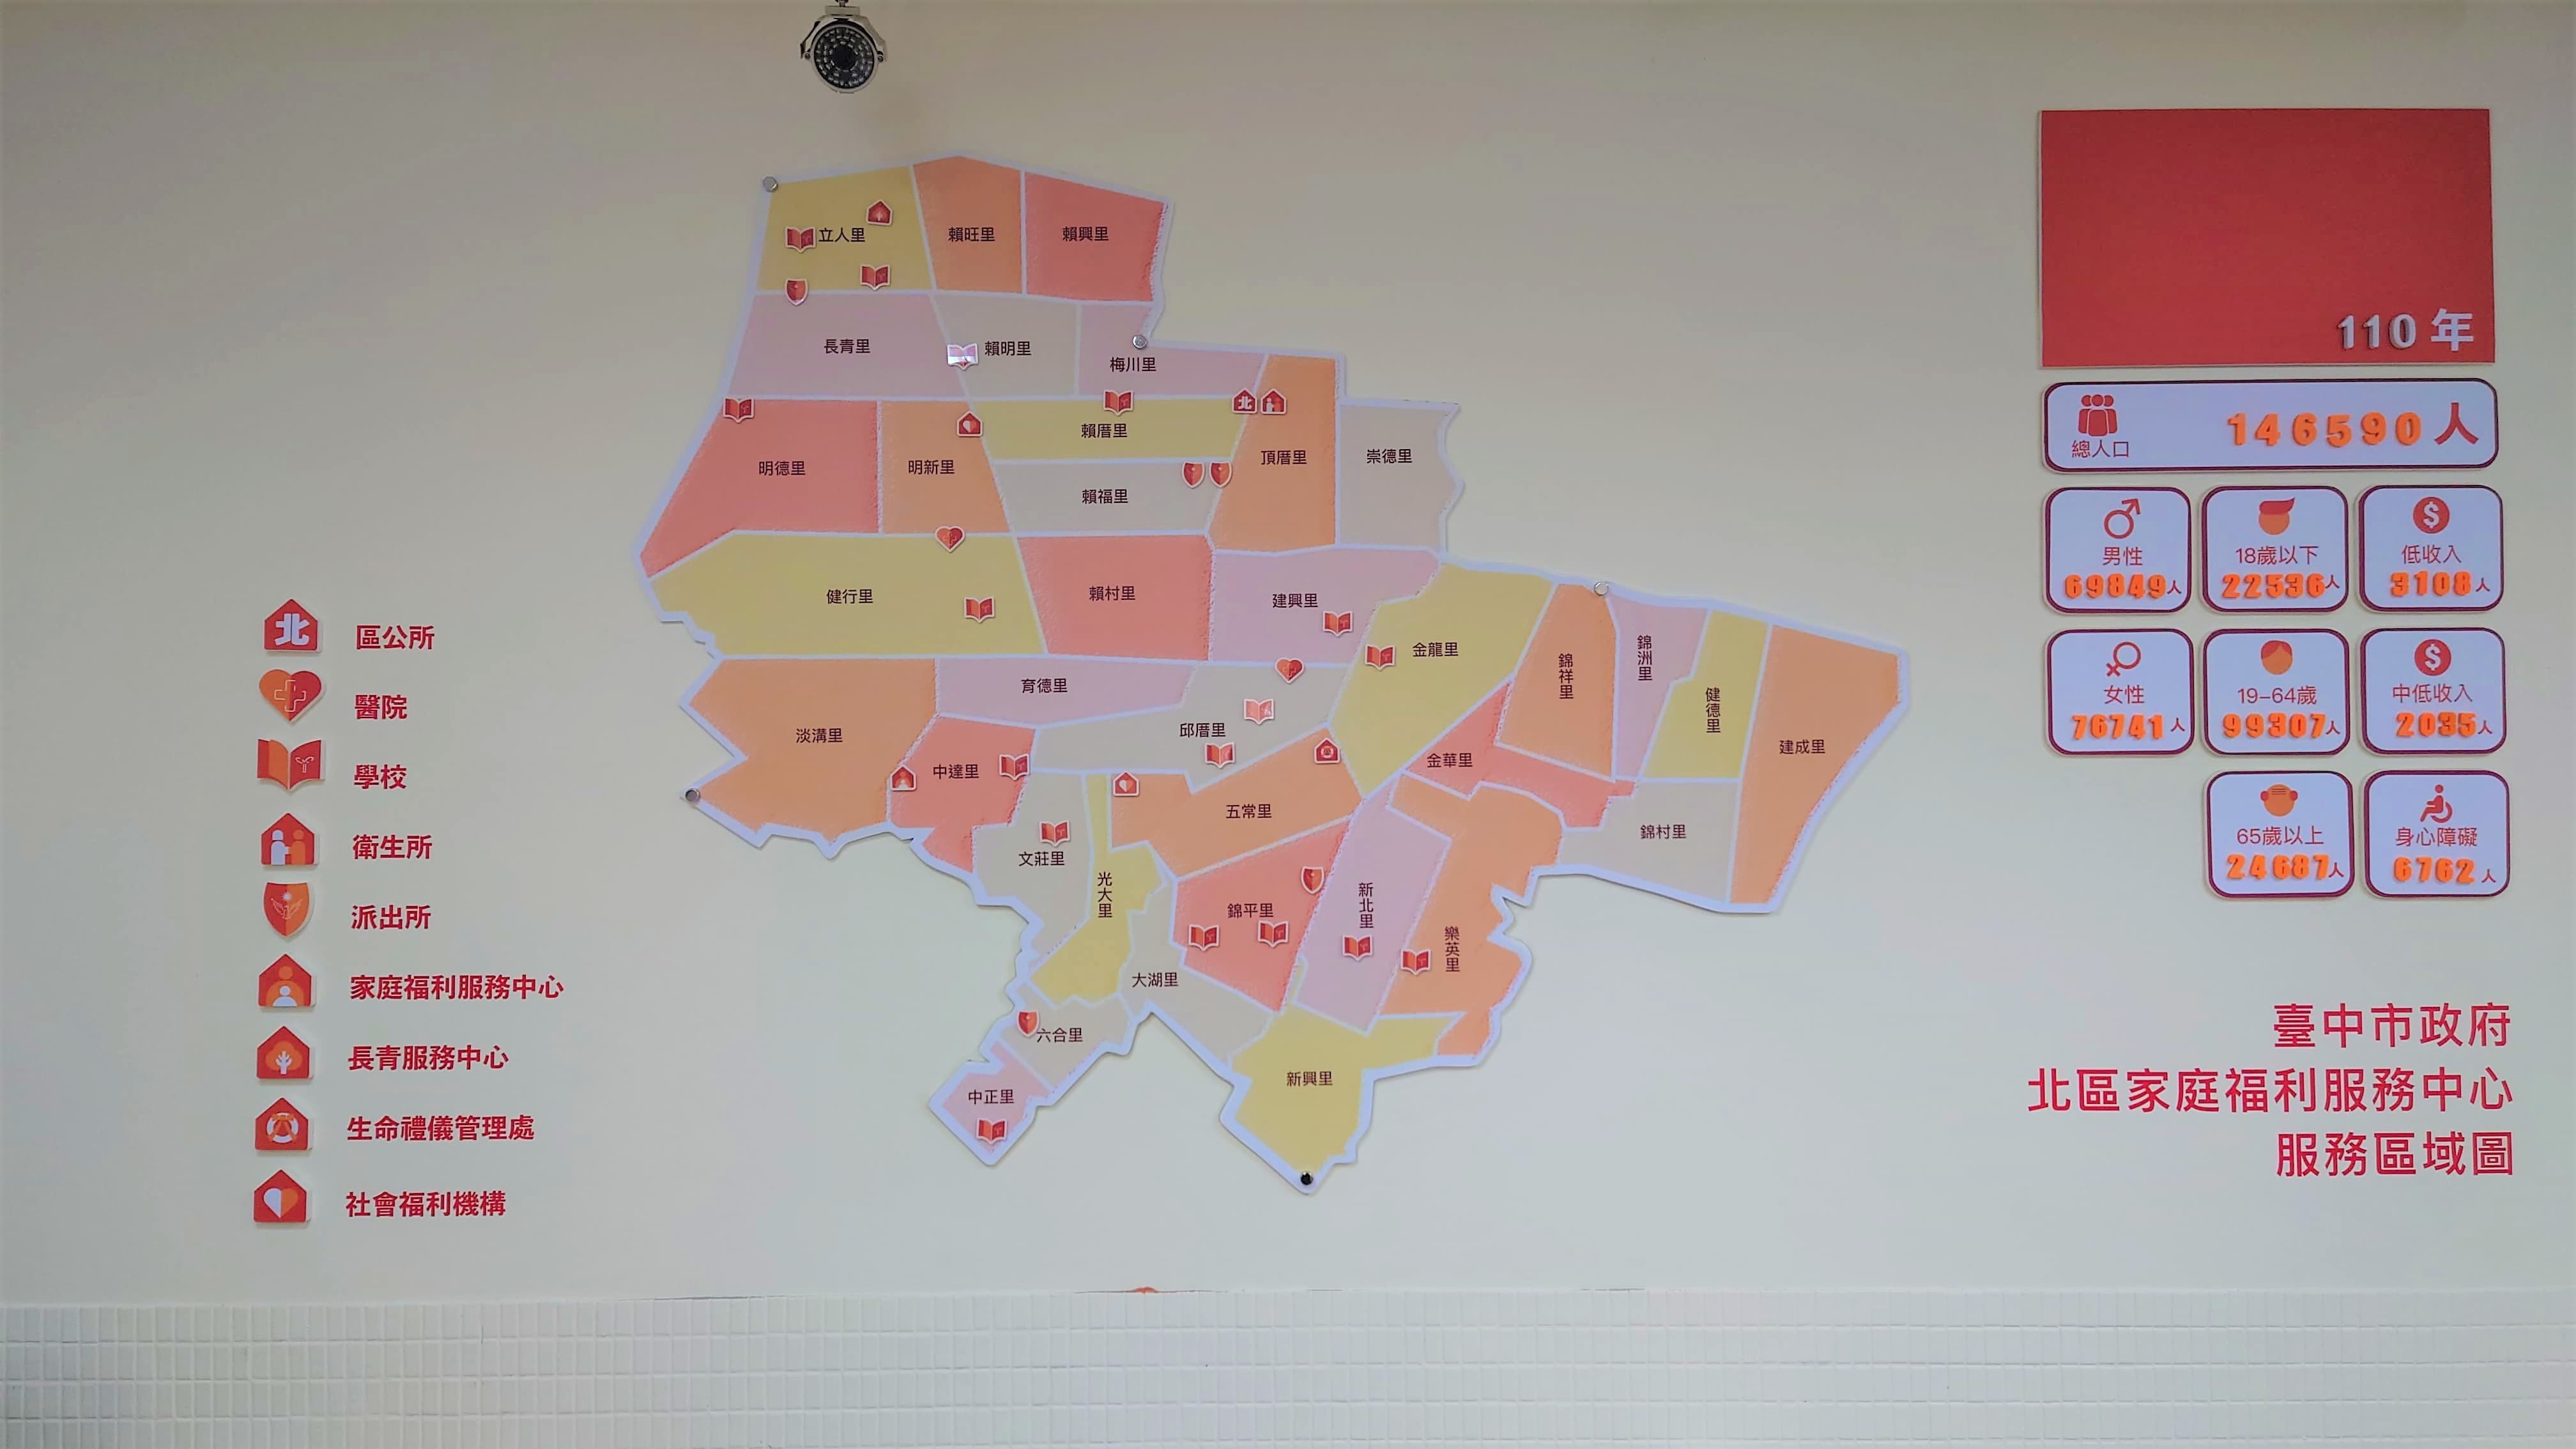 110 年
總人口
146590 人
男性
69849人
18歲以下
22536人
低收入
3108人
女性
76741人
19-64歲
99307人
中低收入
2035人
65歲以上
24687人
身心障礙
6762人
臺中市政府
北區家庭福利服務中心
服務區域圖
北
區公所
醫院
學校
衛生所
派出所
家庭福利服務中心
長青服務中心
生命禮儀管理處
社會福利機構
立人里
賴旺里
賴興里
長青里
賴明里
梅川里
北
明德里
明新里
賴厝里
賴福里
頂厝里
崇德里
健行里
賴村里
建興里
金龍里
錦祥里
錦洲里
健德里
建成里
淡溝里
育德里
邱厝里
中達里
五常里
金華里
錦村里
文莊里
光大里
錦平里
新北里
樂英里
大湖里
六合里
中正里
新興里